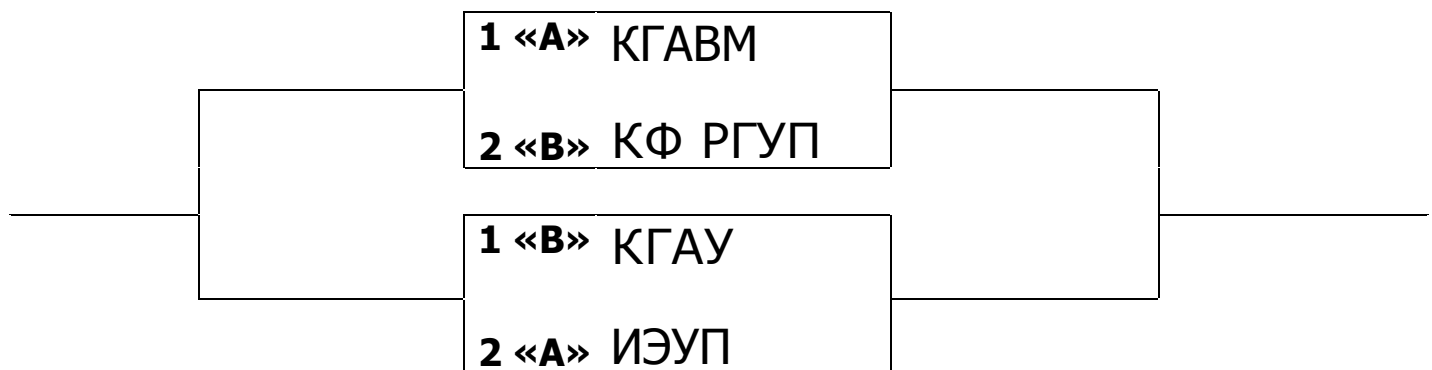 1 «А» КГАВМ
2 «В» КФ РГУП
1 «В» КГАУ
2 «А» ИЭУП